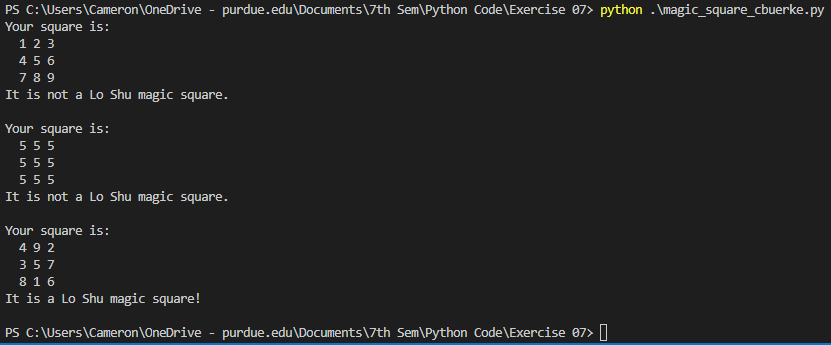 PS C:\Users\Cameron\OneDrive - purdue.edu\Documents\7th Sem\Python Code\Exercise 07> python .\magic_square_cbuerke.py
Your square is:
  1 2 3
  4 5 6
  7 8 9
It is not a Lo Shu magic square.

Your square is:
  5 5 5
  5 5 5
  5 5 5
It is not a Lo Shu magic square.

Your square is:
  4 9 2
  3 5 7
  8 1 6
It is a Lo Shu magic square!

PS C:\Users\Cameron\OneDrive - purdue.edu\Documents\7th Sem\Python Code\Exercise 07>